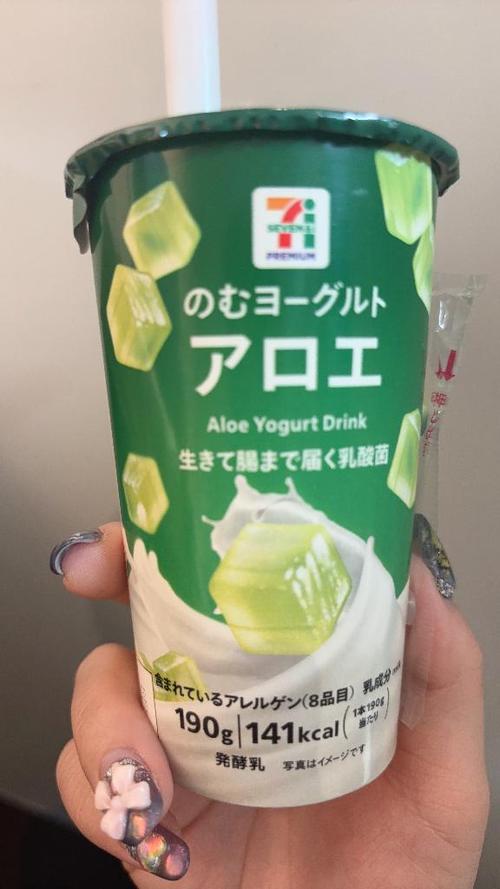 SEVEN&i
PREMIUM
のむヨーグルト
アロエ
Aloe Yogurt Drink
生きて腸まで届く乳酸菌
含まれているアレルゲン(8品目) 乳成分
190g 141kcal (1本190g当たり)
発酵乳 写真はイメージです